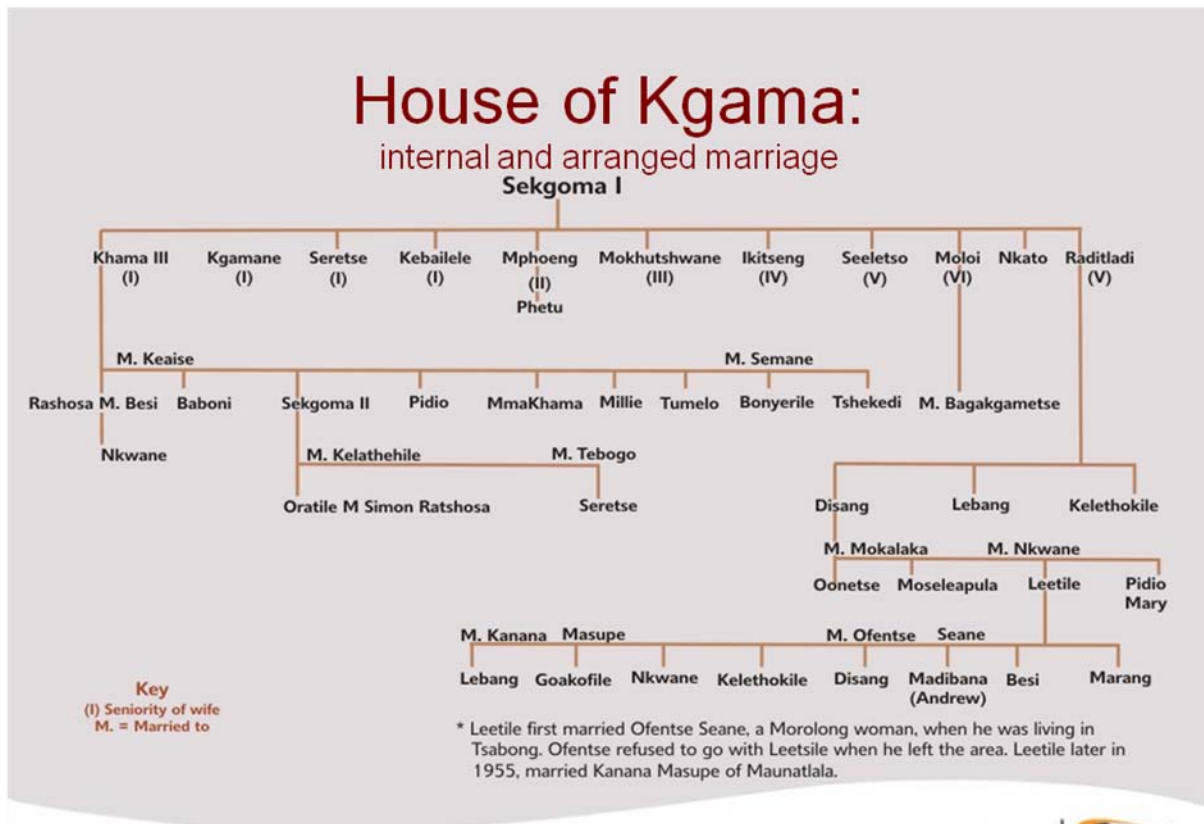 House of Kgama:
internal and arranged marriage
Sekgoma I
Khama III Kgamane Seretse Kebailele Mphoeng Mokhutshwane Ikitseng Seeletso Moloi Nkato Raditladi
(I) (I) (I) (I) (II) (III) (IV) (V) (VI) (V)
Phetu
M. Keaise M. Semane
Rashosa M. Besi Baboni Sekgoma II Pidio MmaKhama Millie Tumelo Bonyerile Tshekedi M. Bagakgametse
Nkwane M. Kelathehile M. Tebogo
Oratile M Simon Ratshosa Seretse Disang Lebang Kelethokile
M. Mokalaka M. Nkwane
Oonetse Moseleapula Leetile Pidio
Mary
M. Kanana Masupe M. Ofentse Seane
Lebang Goakofile Nkwane Kelethokile Disang Madibana Besi Marang
(Andrew)
Key
(I) Seniority of wife
M. = Married to
* Leetile first married Ofentse Seane, a Morolong woman, when he was living in
Tsabong. Ofentse refused to go with Leetsile when he left the area. Leetile later in
1955, married Kanana Masupe of Maunatlala.